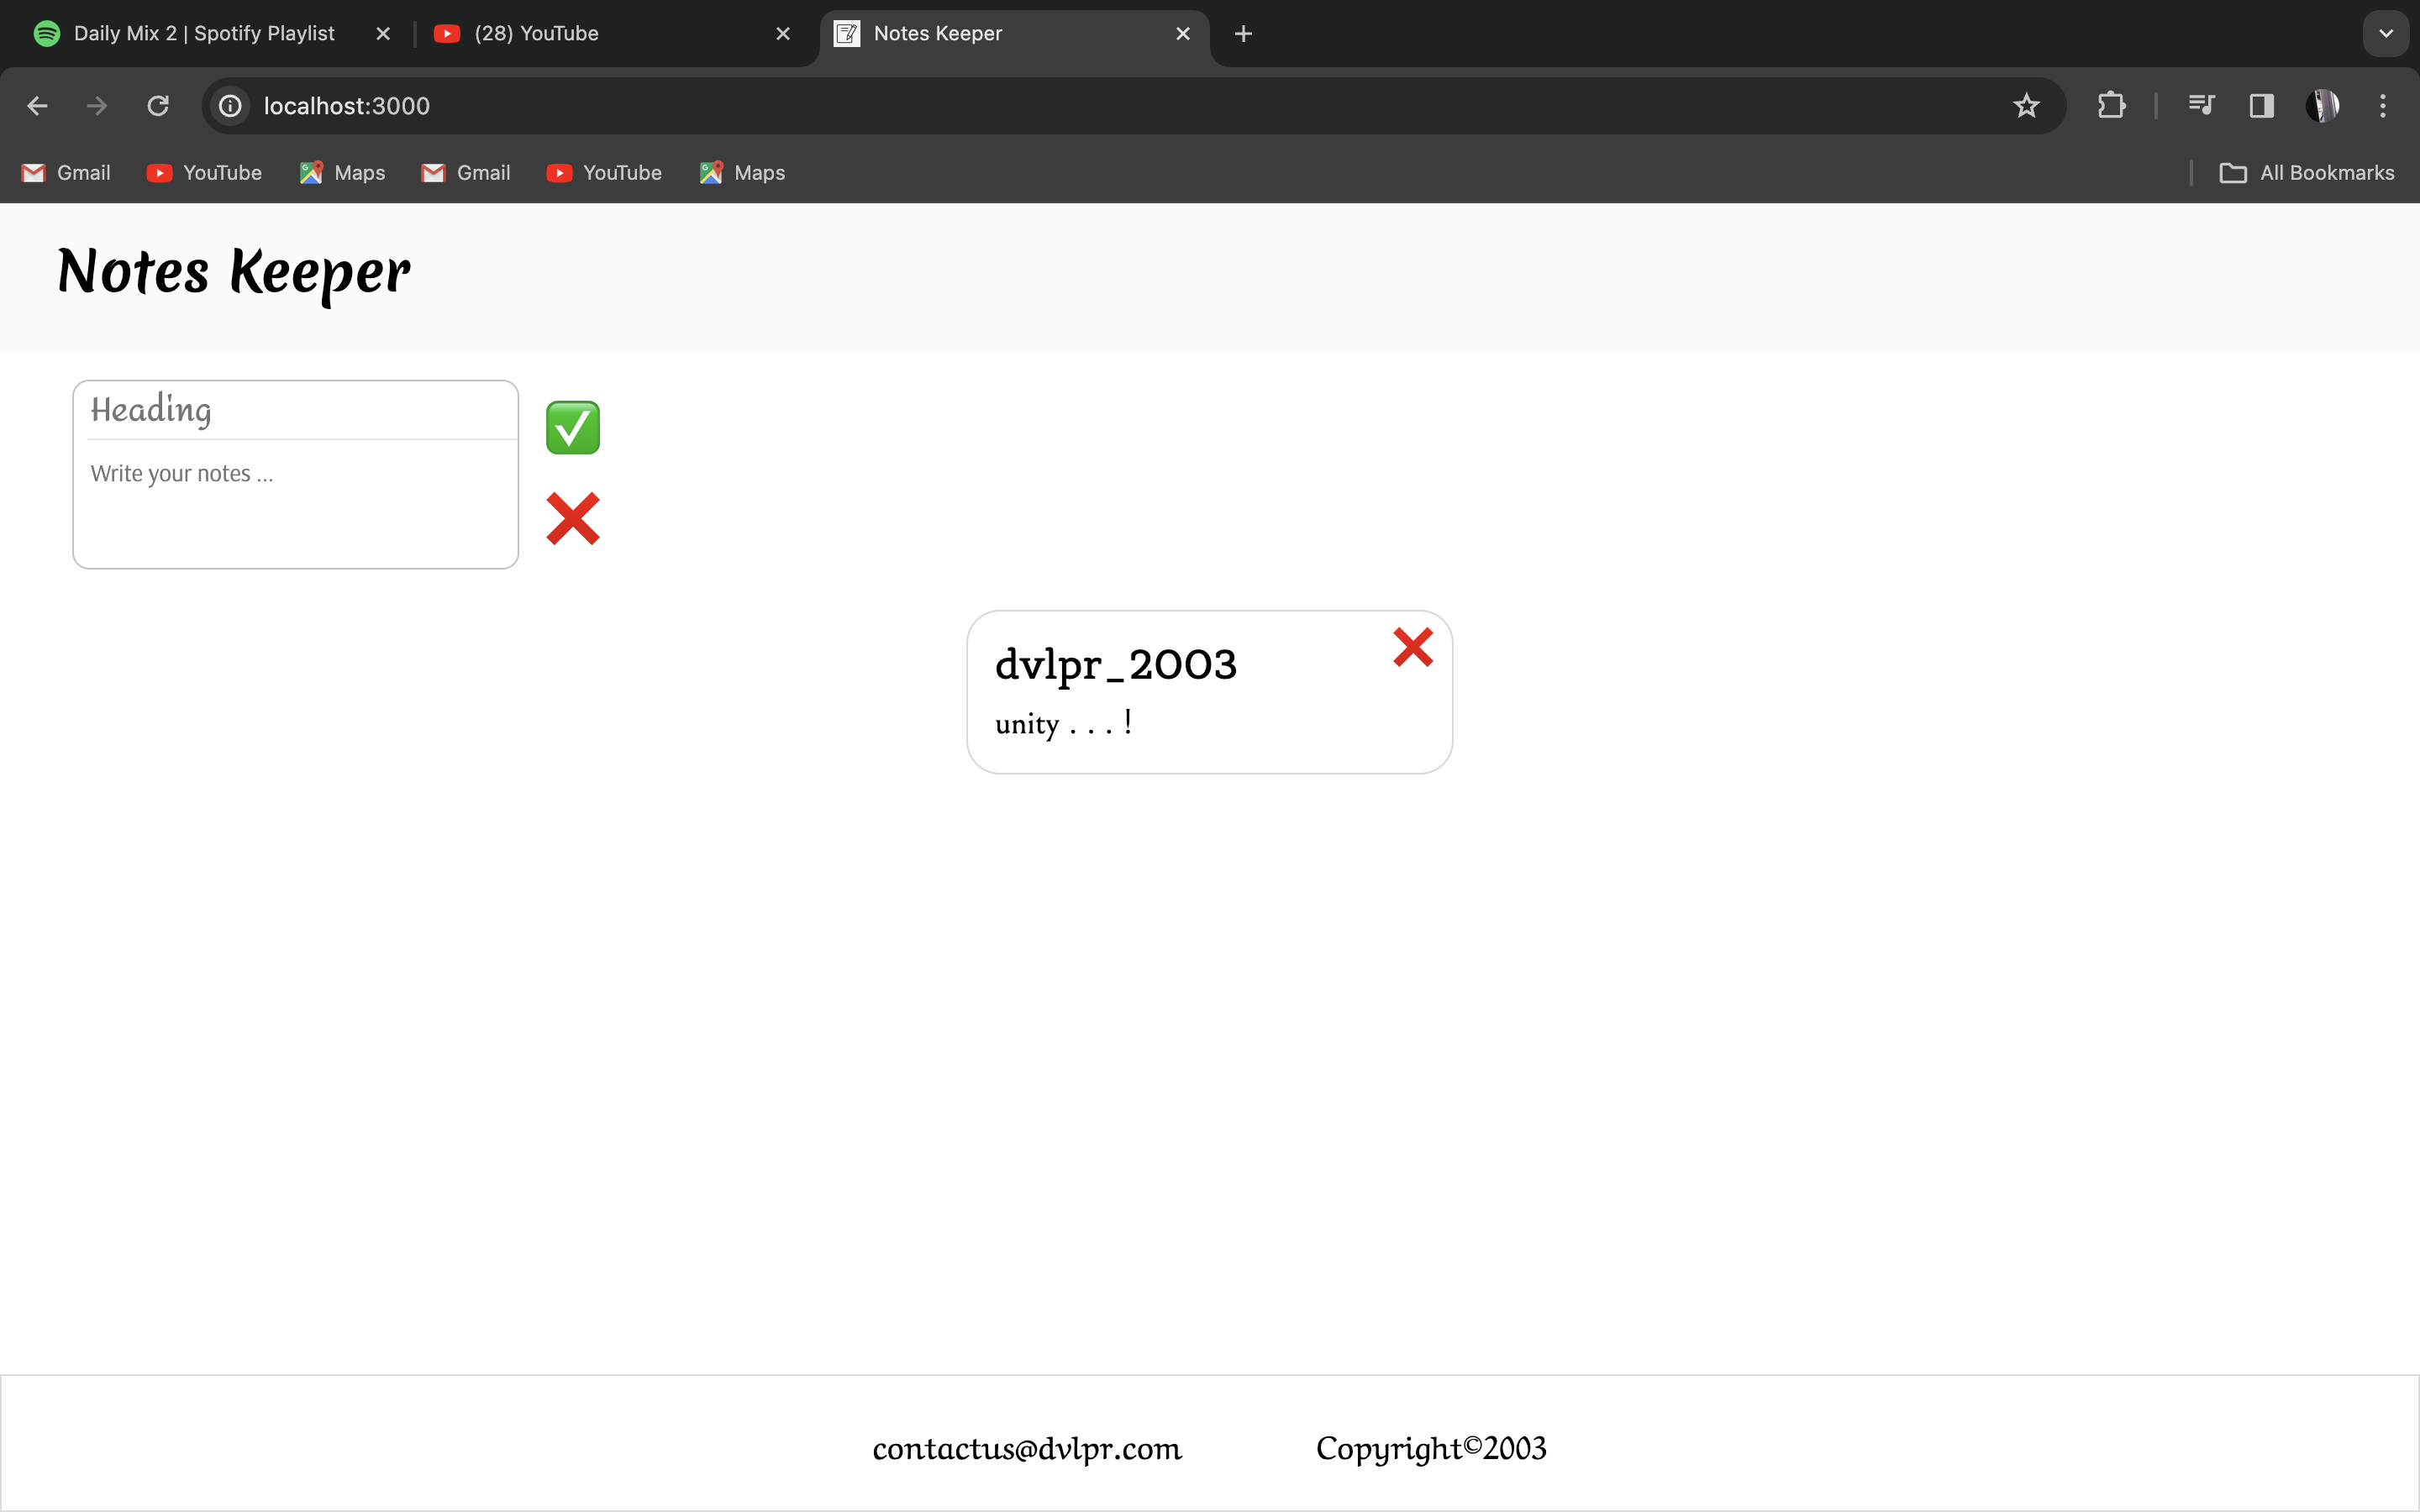 Daily Mix 2 | Spotify Playlist
(28) YouTube
Notes Keeper
localhost:3000
Gmail
YouTube
Maps
Gmail
YouTube
Maps
All Bookmarks
Notes Keeper
Heading
Write your notes ...
dvlpr_2003
unity . . . !
contactus@dvlpr.com
Copyright©2003